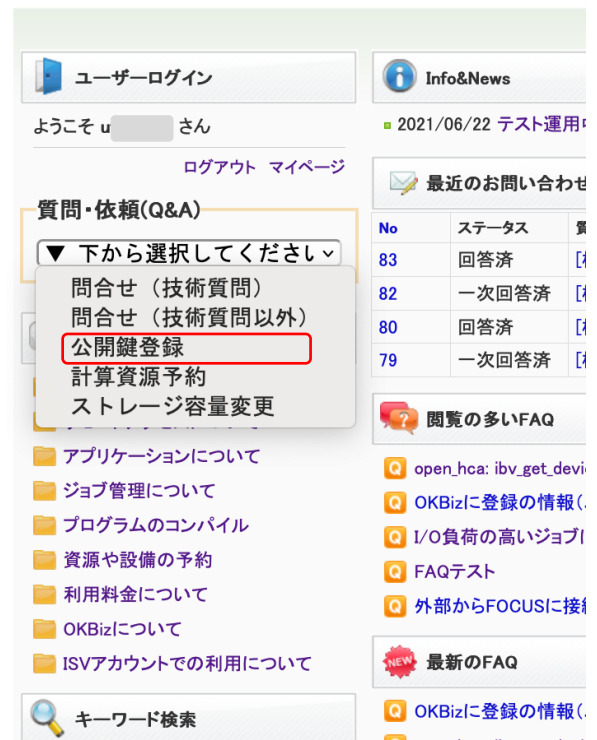 ユーザーログイン
ようこそ u さん
ログアウト マイページ
質問・依頼(Q&A)
▼ 下から選択してください
問合せ（技術質問）
問合せ（技術質問以外）
公開鍵登録
計算資源予約
ストレージ容量変更
アプリケーションについて
ジョブ管理について
プログラムのコンパイル
資源や設備の予約
利用料金について
OKBizについて
ISVアカウントでの利用について
キーワード検索
Info&News
2021/06/22 テスト運用
最近のお問い合わせ
No ステータス
83 回答済
82 一次回答済
80 回答済
79 一次回答済
閲覧の多いFAQ
open_hca: ibv_get_devi
OKBizに登録の情報(
I/O負荷の高いジョブ
FAQテスト
外部からFOCUSに接
NEW 最新のFAQ
OKBizに登録の情報(